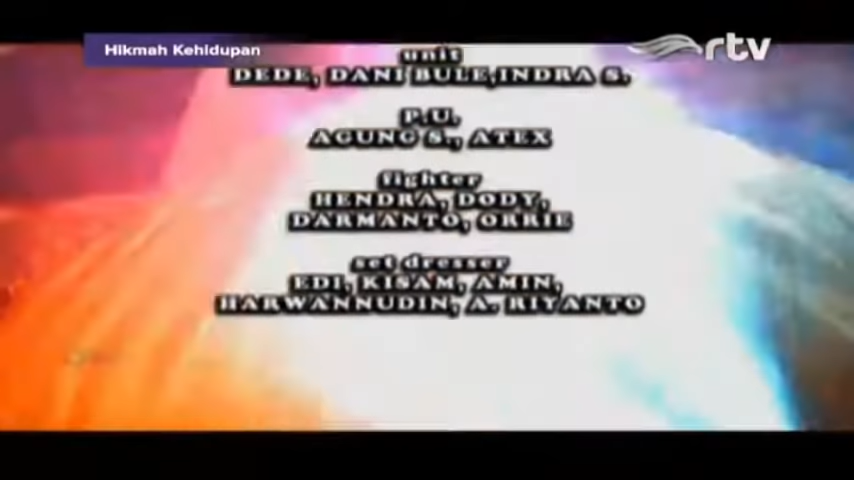 Hikmah Kehidupan
rtv
unit
DEDE, DANI BULE,INDRA S.
P.U.
AGUNG S., ATEX
fighter
HENDRA, DODY,
DARMANTO, ORRIE
set dresser
EDI, KISAM, AMIN,
HARWANNUDIN, A. RIYANTO